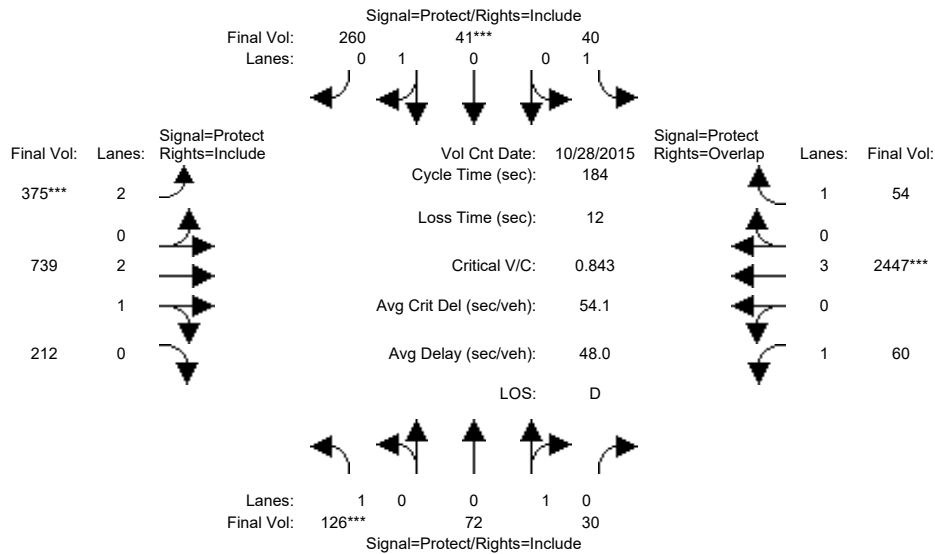 Signal=Protect/Rights=Include
Final Vol: 260 41*** 40
Lanes: 0 1 0 0 1
Signal=Protect Signal=Protect
Final Vol: Lanes: Rights=Include Vol Cnt Date: 10/28/2015 Rights=Overlap Lanes: Final Vol:
Cycle Time (sec): 184
375*** 2 1 54
Loss Time (sec): 12
0 0
739 2 Critical V/C: 0.843 3 2447***
1 Avg Crit Del (sec/veh): 54.1 0
212 0 Avg Delay (sec/veh): 48.0 1 60
LOS: D
Lanes: 1 0 0 1 0
Final Vol: 126*** 72 30
Signal=Protect/Rights=Include